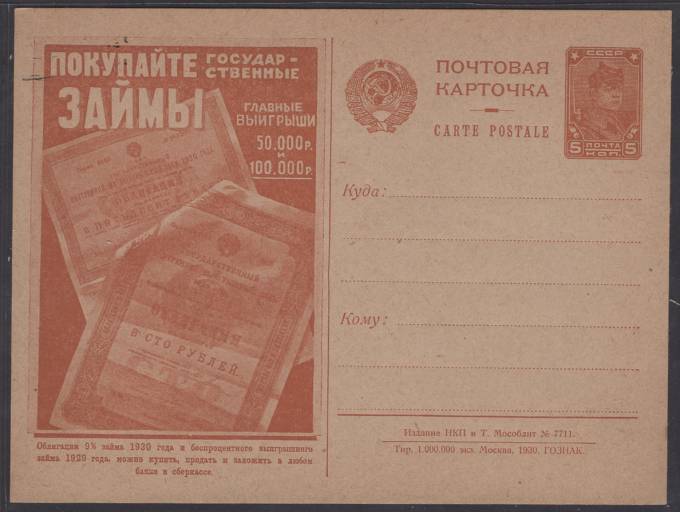 ПОКУПАЙТЕ ГОСУДАР-
СТВЕННЫЕ
ЗАЙМЫ
ГЛАВНЫЕ
ВЫИГРЫШИ
50.000 Р.
И
100.000 Р.
ОБЛИГАЦИЯ
ГОСУДАРСТВЕННЫЙ
ОБЛИГАЦИЯ
В СТО РУБЛЕЙ
Облигации 9% займа 1930 года и беспроцентного выигрышного
займа 1929 года, можно купить, продать и заложить в любом
банке и сберкассе.
ПОЧТОВАЯ
КАРТОЧКА
CARTE POSTALE
СССР
5 ПОЧТА 5
КОП.
Куда:
Кому:
Издание НКП и Т. Мособлит № 7711.
Тир. 1.000.000 экз. Москва, 1930. ГОЗНАК.